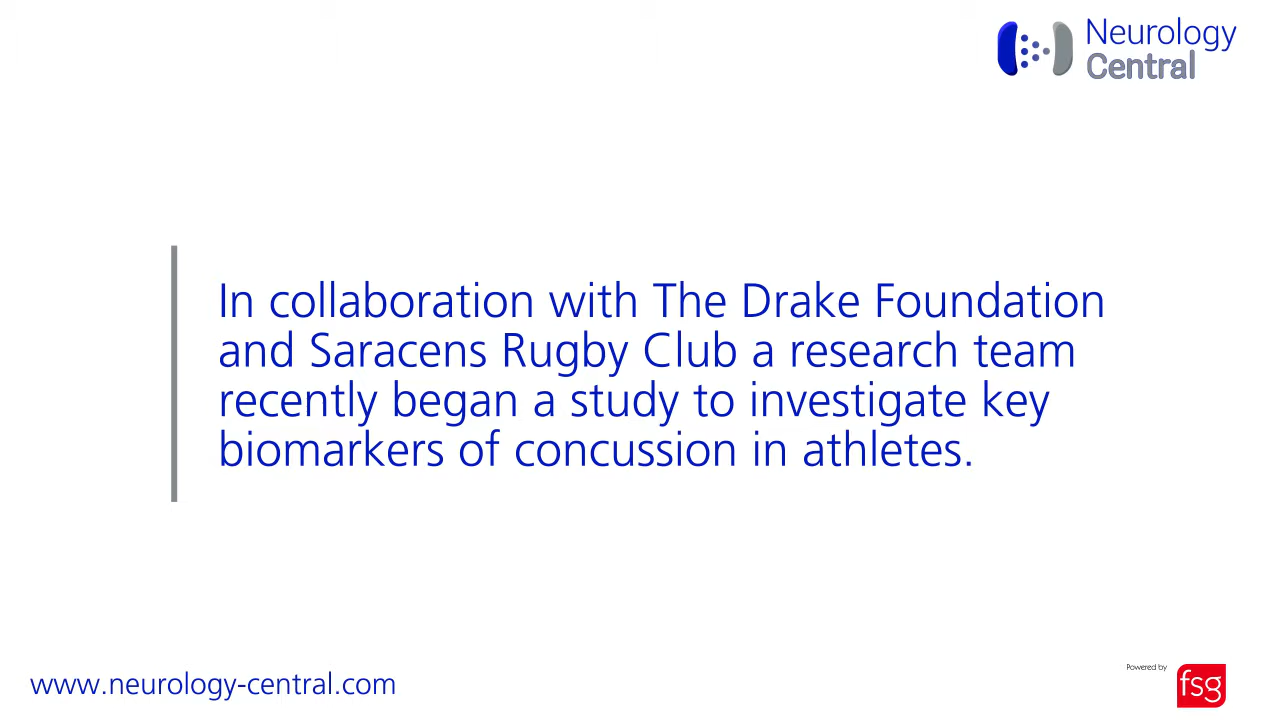 Neurology
Central
In collaboration with The Drake Foundation
and Saracens Rugby Club a research team
recently began a study to investigate key
biomarkers of concussion in athletes.
www.neurology-central.com
Powered by
fsg